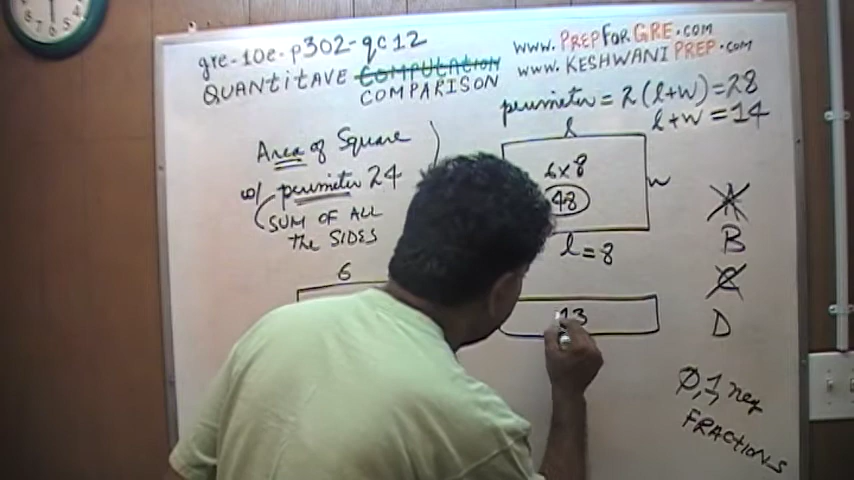 gre-10e-p302-qc12
QUANTITAVE COMPUTATION
COMPARISON
www.PREPFORGRE.com
www.KESHWANIPREP.com
perimeter = 2(l+w)=28
l+w=14
Area of Square
w/ perimeter 24
SUM OF ALL
the SIDES
6
l
6x8
48
w
l=8
13
A
B
C
D
0, 1, neg
FRACTIONS